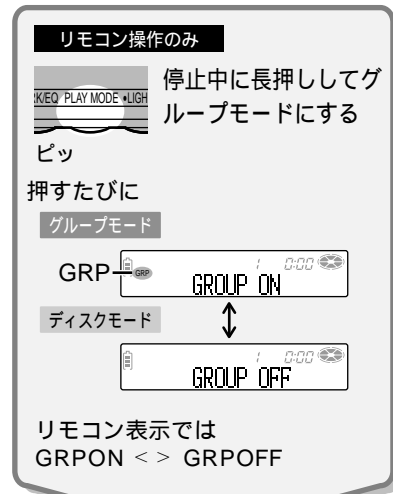 リモコン操作のみ
PLAY MODE
停止中に長押ししてグ
ループモードにする
ピッ
押すたびに
グループモード
GRP
GRP
1 0:00
GROUP ON
ディスクモード
1 0:00
GROUP OFF
リモコン表示では
GRPON < > GRPOFF